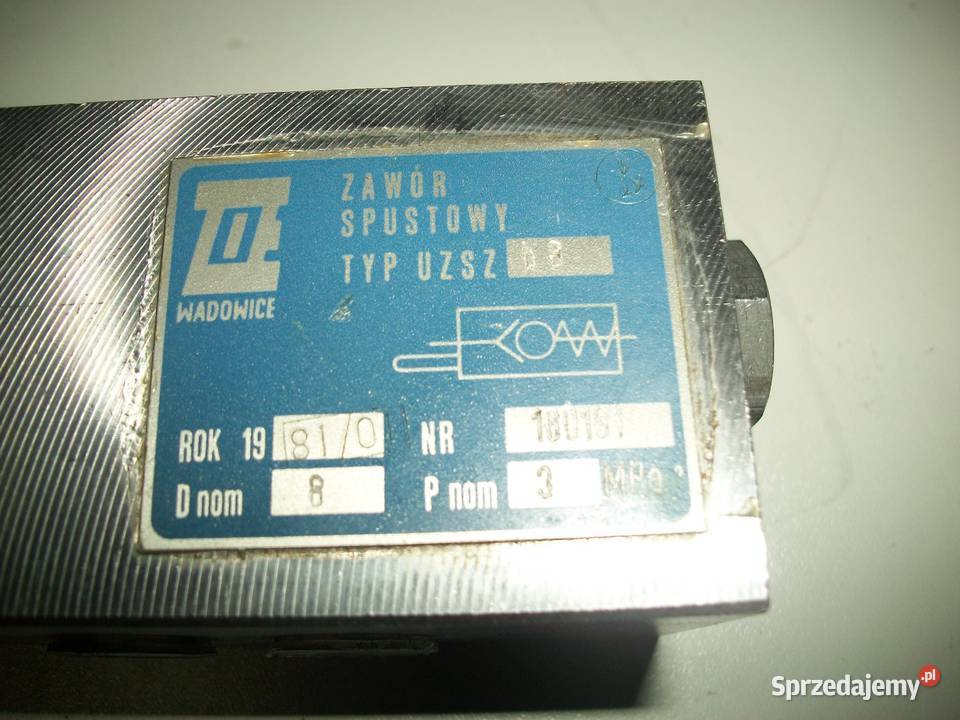 ZAWÓR
SPUSTOWY
TYP UZSZ
WADOWICE
ROK 19 81/0 NR
D nom 8 P nom 3 MPa
Sprzedajemy.pl